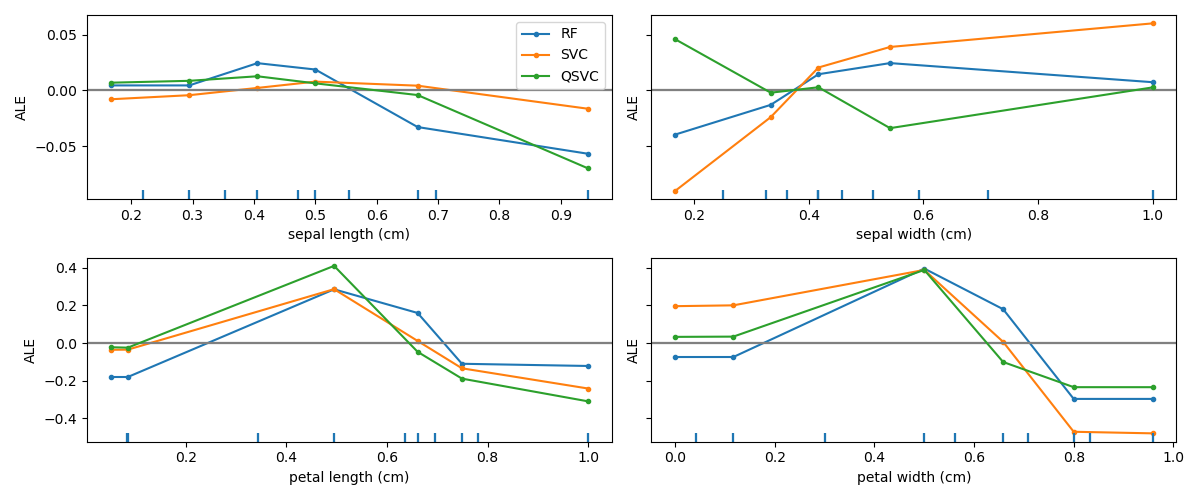 0.05
0.00
−0.05
ALE
RF
SVC
QSVC
0.2 0.3 0.4 0.5 0.6 0.7 0.8 0.9
sepal length (cm)
ALE
0.2 0.4 0.6 0.8 1.0
sepal width (cm)
0.4
0.2
0.0
−0.2
−0.4
ALE
0.2 0.4 0.6 0.8 1.0
petal length (cm)
ALE
0.0 0.2 0.4 0.6 0.8 1.0
petal width (cm)